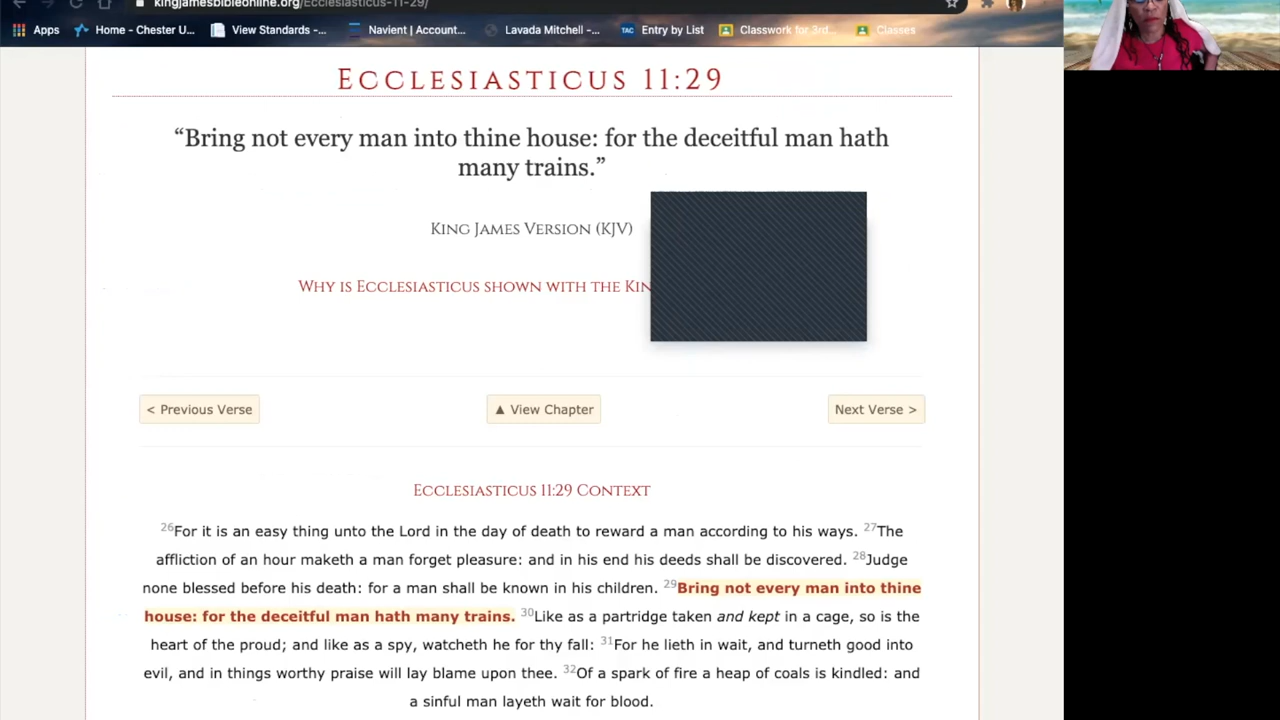 kingjamesbibleonline.org/Ecclesiasticus-11-29/
Apps Home - Chester U... View Standards -... Navient | Account... Lavada Mitchell -... TAC Entry by List Classwork for 3rd... Classes
Ecclesiasticus 11:29
“Bring not every man into thine house: for the deceitful man hath
many trains.”
King James Version (KJV)
Why is Ecclesiasticus shown with the Kin
< Previous Verse ▲ View Chapter Next Verse >
Ecclesiasticus 11:29 Context
26For it is an easy thing unto the Lord in the day of death to reward a man according to his ways. 27The
affliction of an hour maketh a man forget pleasure: and in his end his deeds shall be discovered. 28Judge
none blessed before his death: for a man shall be known in his children. 29Bring not every man into thine
house: for the deceitful man hath many trains. 30Like as a partridge taken and kept in a cage, so is the
heart of the proud; and like as a spy, watcheth he for thy fall: 31For he lieth in wait, and turneth good into
evil, and in things worthy praise will lay blame upon thee. 32Of a spark of fire a heap of coals is kindled: and
a sinful man layeth wait for blood.